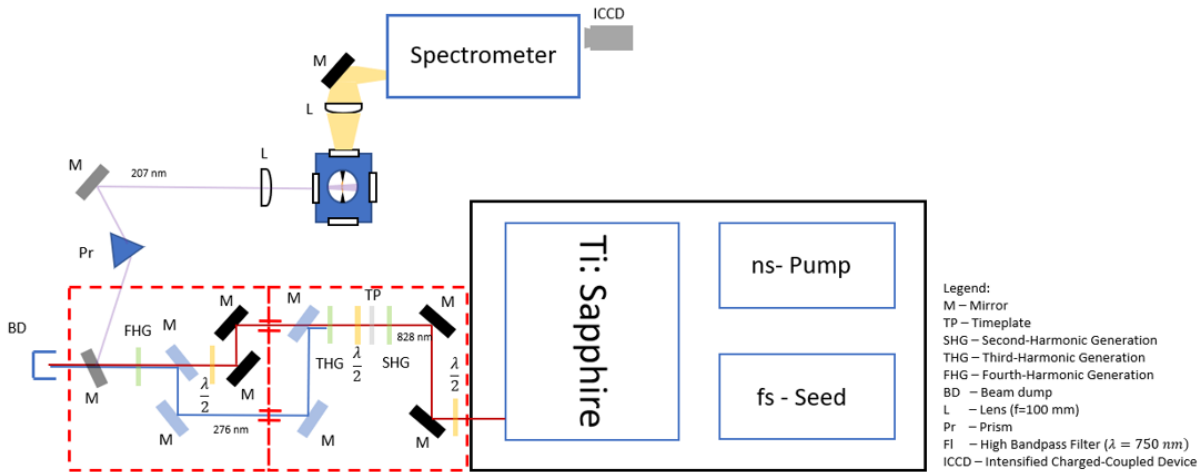 ICCD
Spectrometer
M
L
M
207 nm
L
Pr
Ti: Sapphire
ns- Pump
fs - Seed
BD
FHG
M
M
M
TP
M
828 nm
THG
λ/2
SHG
λ/2
λ/2
M
M
M
276 nm
M
M
Legend:
M – Mirror
TP – Timeplate
SHG – Second-Harmonic Generation
THG – Third-Harmonic Generation
FHG – Fourth-Harmonic Generation
BD – Beam dump
L – Lens (f=100 mm)
Pr – Prism
Fl – High Bandpass Filter (λ = 750 nm)
ICCD – Intensified Charged-Coupled Device